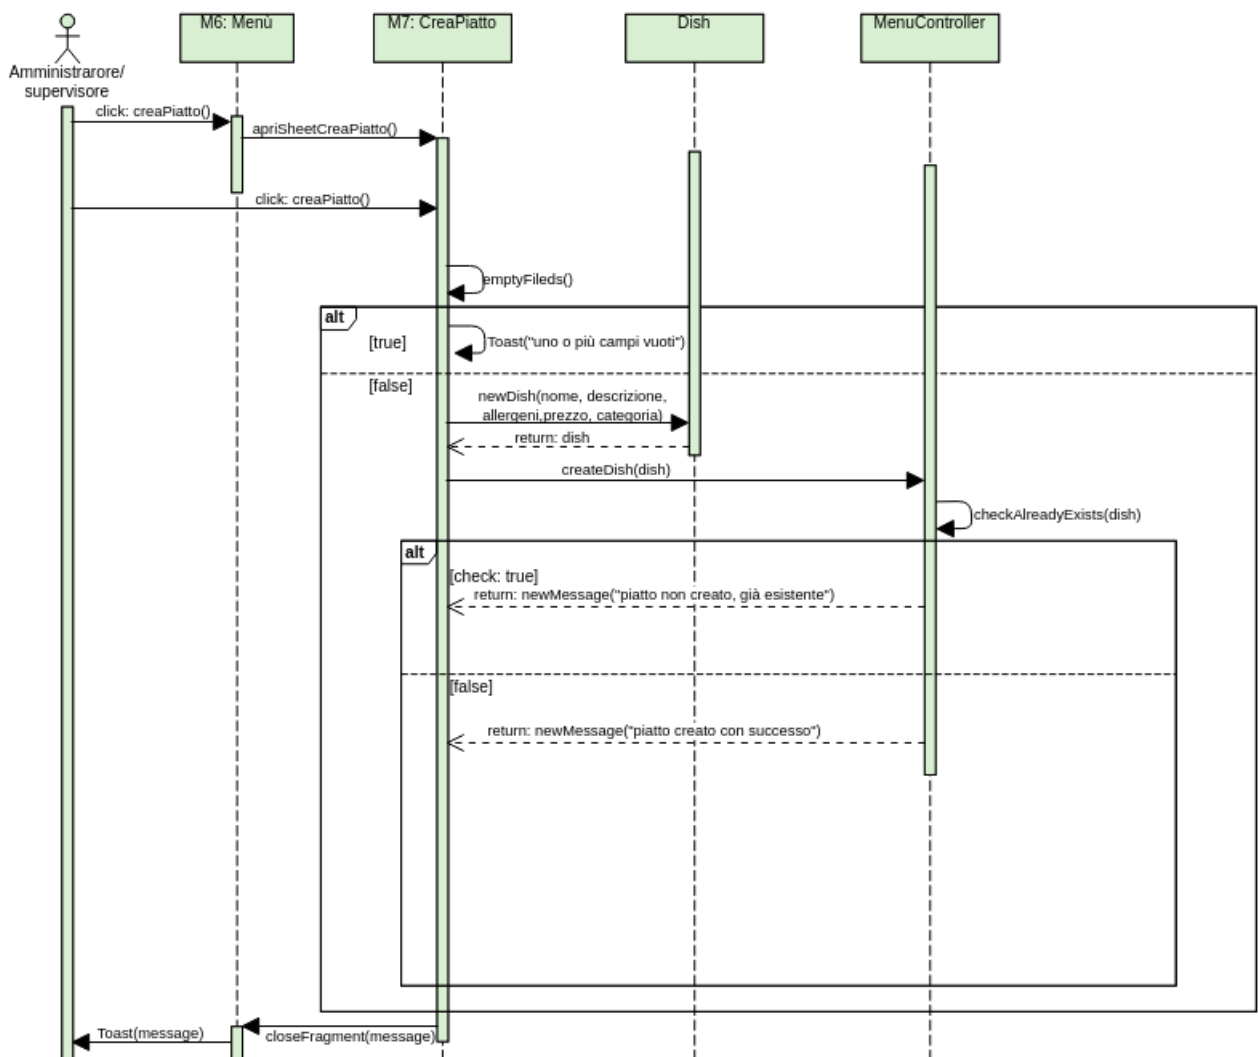 M6: Menù
M7: CreaPiatto
Dish
MenuController
Amministrarore/
supervisore
click: creaPiatto()
apriSheetCreaPiatto()
click: creaPiatto()
emptyFileds()
alt
[true]
Toast("uno o più campi vuoti")
[false]
newDish(nome, descrizione,
allergeni,prezzo, categoria)
return: dish
createDish(dish)
checkAlreadyExists(dish)
alt
[check: true]
return: newMessage("piatto non creato, già esistente")
[false]
return: newMessage("piatto creato con successo")
Toast(message)
closeFragment(message)